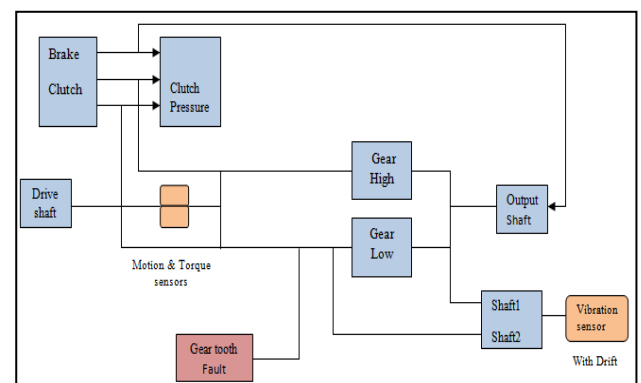 Brake
Clutch
Clutch
Pressure
Gear
High
Drive
shaft
Output
Shaft
Gear
Low
Motion & Torque
sensors
Shaft1
Shaft2
Vibration
sensor
With Drift
Gear tooth
Fault